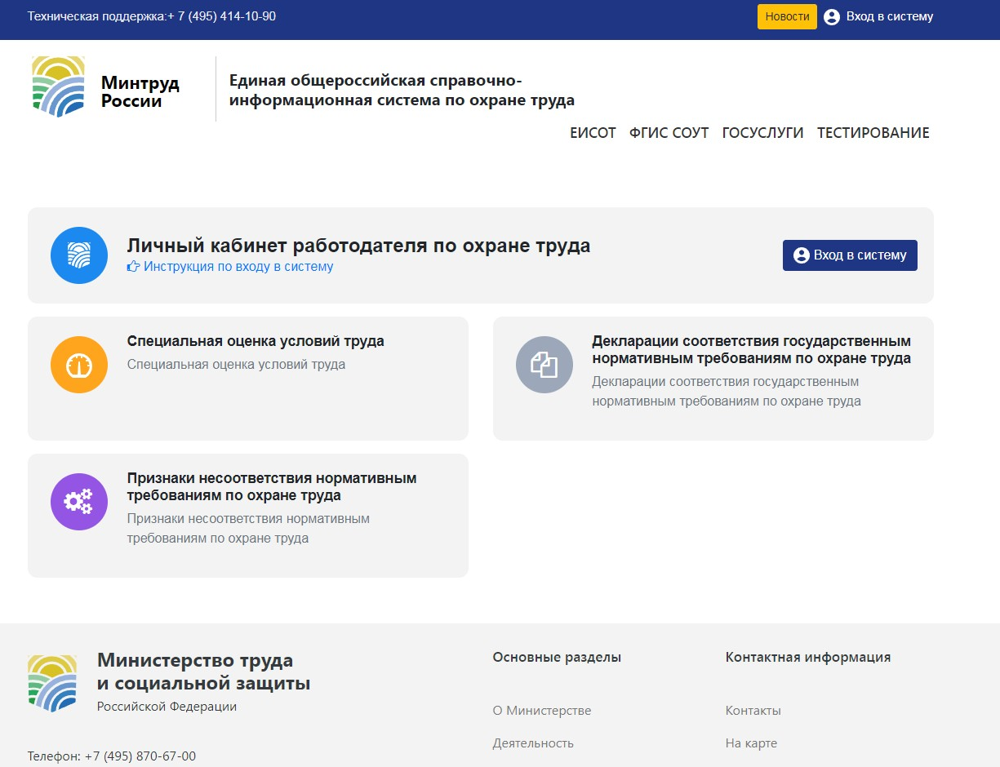 Техническая поддержка:+ 7 (495) 414-10-90
Новости
Вход в систему
Минтруд
России
Единая общероссийская справочно-
информационная система по охране труда
ЕИСОТ ФГИС СОУТ ГОСУСЛУГИ ТЕСТИРОВАНИЕ
Личный кабинет работодателя по охране труда
Инструкция по входу в систему
Вход в систему
Специальная оценка условий труда
Специальная оценка условий труда
Декларации соответствия государственным
нормативным требованиям по охране труда
Декларации соответствия государственным
нормативным требованиям по охране труда
Признаки несоответствия нормативным
требованиям по охране труда
Признаки несоответствия нормативным
требованиям по охране труда
Министерство труда
и социальной защиты
Российской Федерации
Телефон: +7 (495) 870-67-00
Основные разделы
О Министерстве
Деятельность
Контактная информация
Контакты
На карте